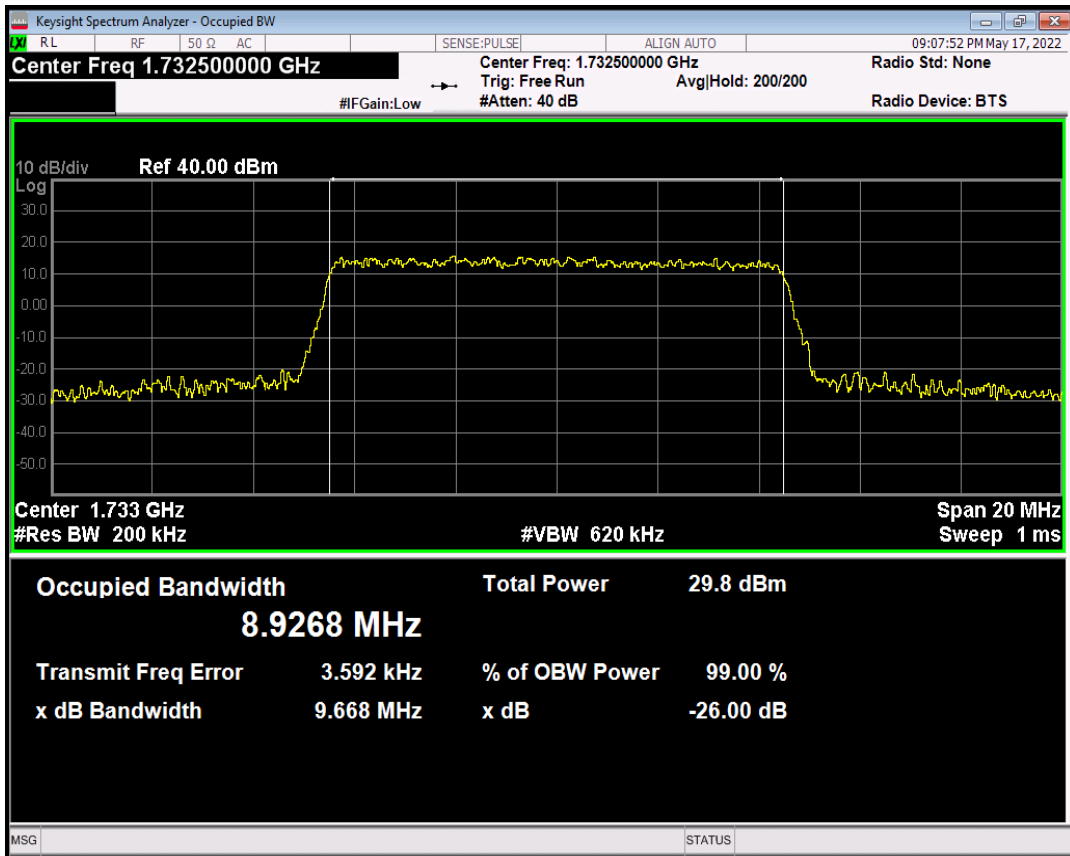 Keysight Spectrum Analyzer - Occupied BW
LXI RL RF 50 Ω AC SENSE:PULSE ALIGN AUTO 09:07:52 PM May 17, 2022
Center Freq 1.732500000 GHz Center Freq: 1.732500000 GHz Radio Std: None
Trig: Free Run Avg|Hold: 200/200
#IFGain:Low #Atten: 40 dB Radio Device: BTS
10 dB/div Ref 40.00 dBm
Log
30.0
20.0
10.0
0.00
-10.0
-20.0
-30.0
-40.0
-50.0
Center 1.733 GHz Span 20 MHz
#Res BW 200 kHz #VBW 620 kHz Sweep 1 ms
Occupied Bandwidth Total Power 29.8 dBm
8.9268 MHz
Transmit Freq Error 3.592 kHz % of OBW Power 99.00 %
x dB Bandwidth 9.668 MHz x dB -26.00 dB
MSG STATUS